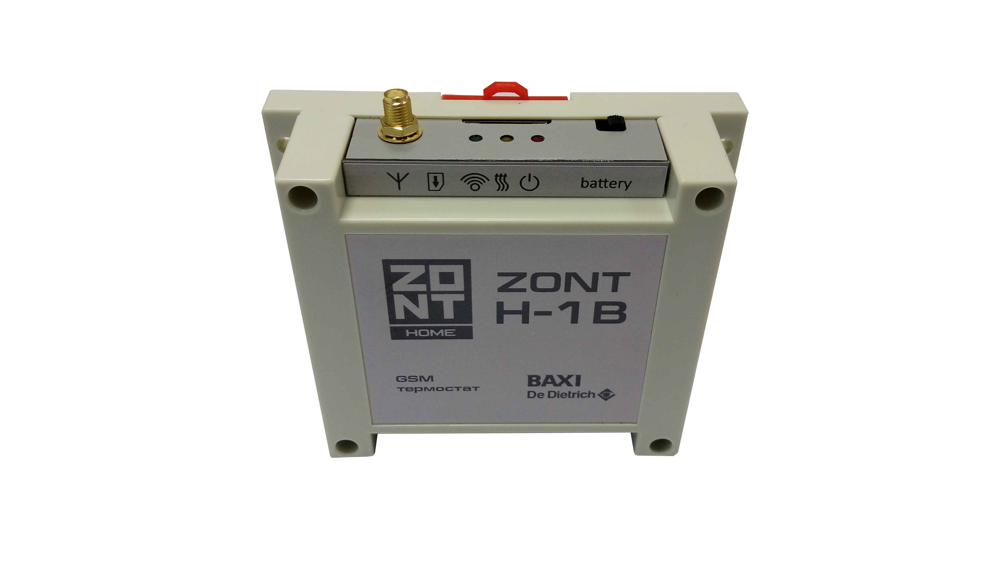 battery
ZO
NT
HOME
ZONT
H-1B
GSM
термостат
BAXI
De Dietrich